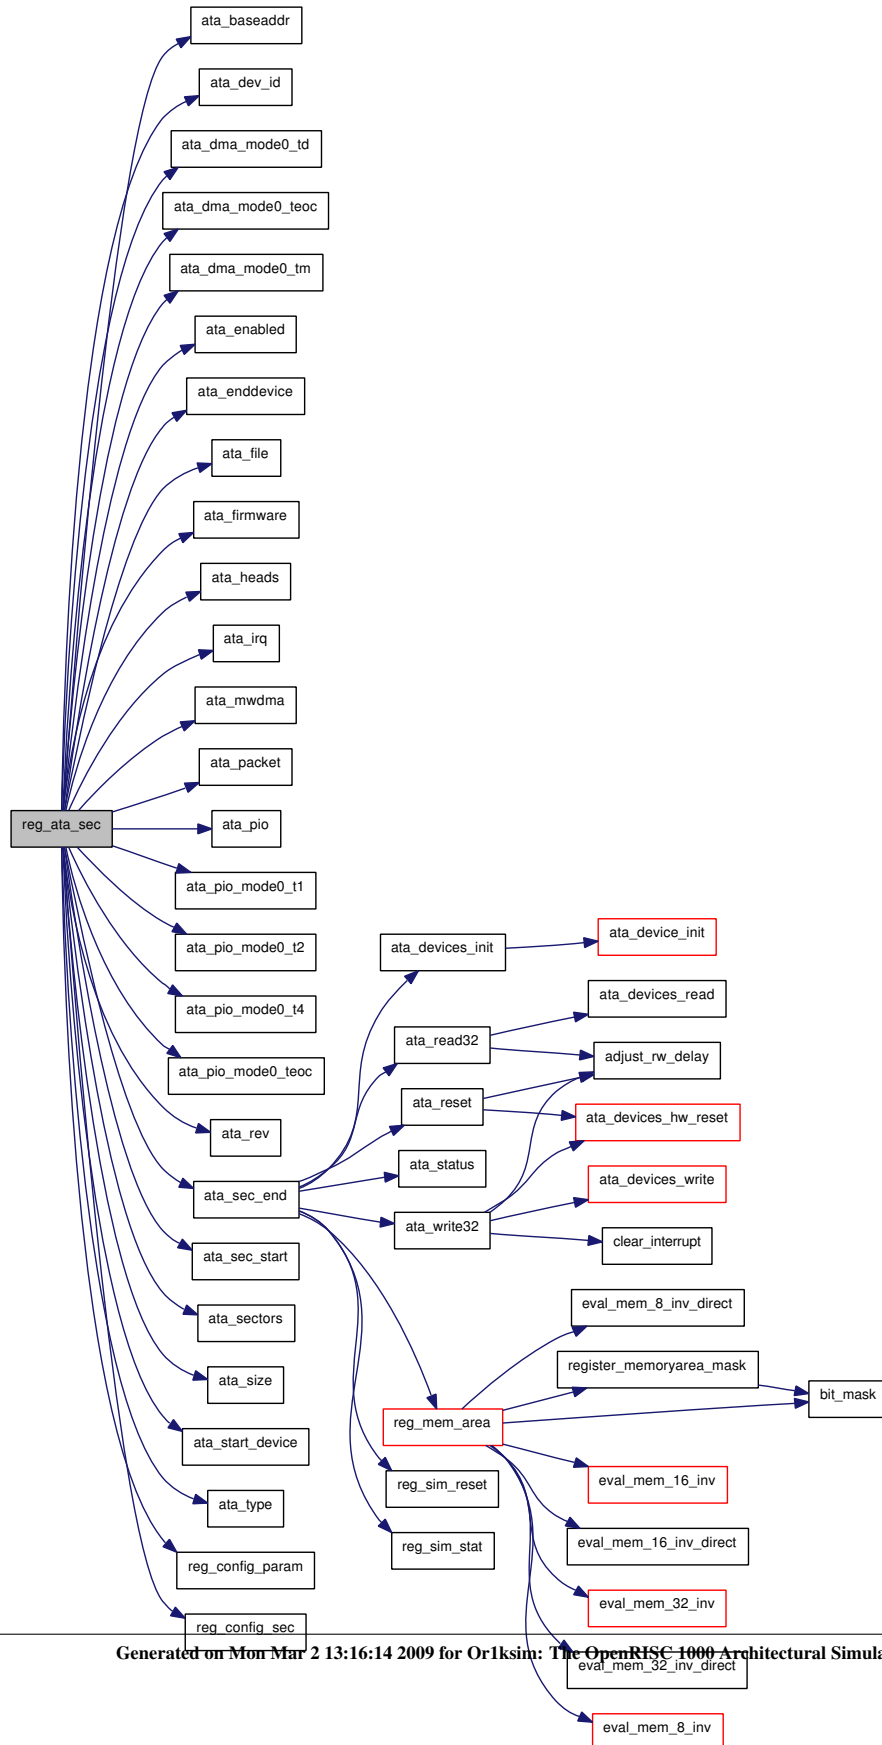 ata_baseaddr
ata_dev_id
ata_dma_mode0_td
ata_dma_mode0_teoc
ata_dma_mode0_tm
ata_enabled
ata_enddevice
ata_file
ata_firmware
ata_heads
ata_irq
ata_mwdma
ata_packet
reg_ata_sec
ata_pio
ata_pio_mode0_t1
ata_pio_mode0_t2
ata_pio_mode0_t4
ata_pio_mode0_teoc
ata_rev
ata_sec_end
ata_sec_start
ata_sectors
ata_size
ata_start_device
ata_type
reg_config_param
reg_config_sec
ata_devices_init
ata_read32
ata_reset
ata_status
ata_write32
reg_mem_area
reg_sim_reset
reg_sim_stat
ata_device_init
ata_devices_read
adjust_rw_delay
ata_devices_hw_reset
ata_devices_write
clear_interrupt
eval_mem_8_inv_direct
register_memoryarea_mask
bit_mask
eval_mem_16_inv
eval_mem_16_inv_direct
eval_mem_32_inv
eval_mem_32_inv_direct
eval_mem_8_inv
Generated on Mon Mar 2 13:16:14 2009 for Or1ksim: The OpenRISC 1000 Architectural Simula